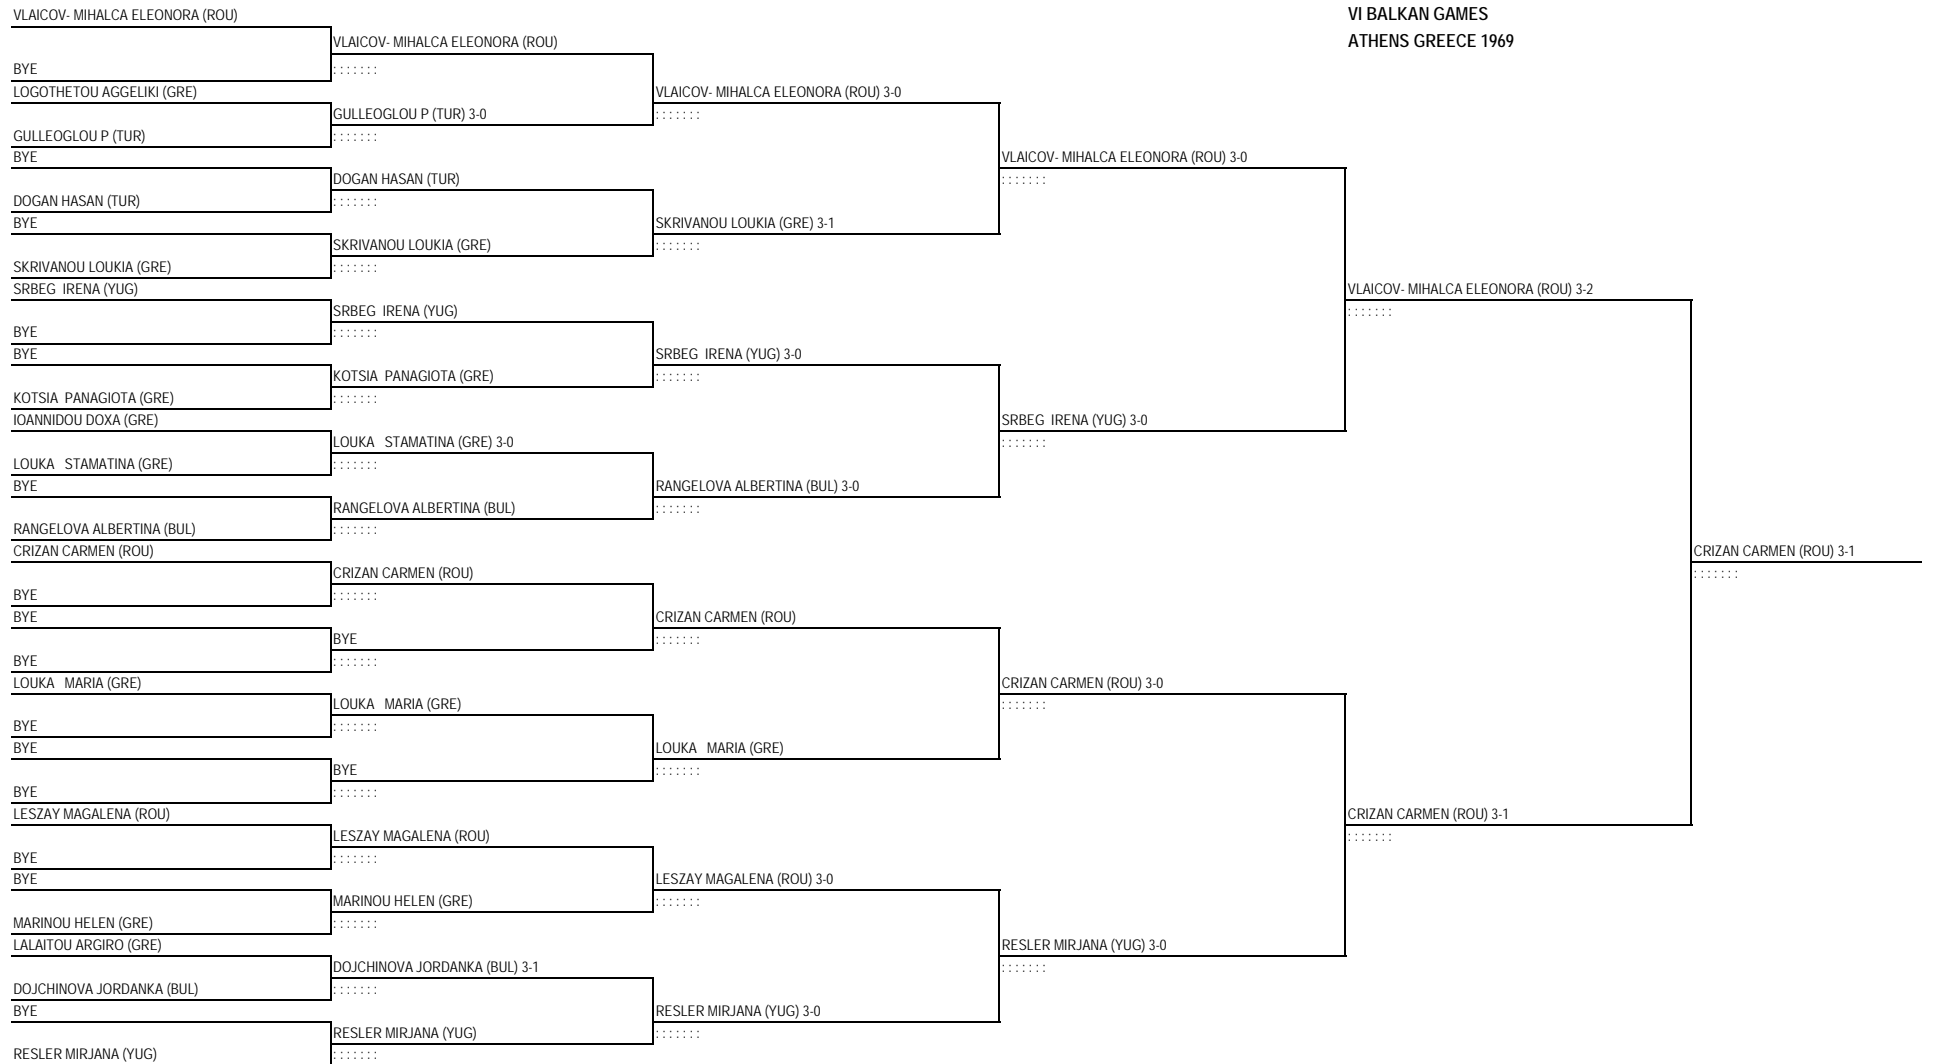 VI BALKAN GAMES
ATHENS GREECE 1969
VLAICOV- MIHALCA ELEONORA (ROU)
BYE
LOGOTHETOU AGGELIKI (GRE)
GULLEOGLOU P (TUR)
BYE
DOGAN HASAN (TUR)
BYE
SKRIVANOU LOUKIA (GRE)
SRBEG IRENA (YUG)
BYE
BYE
KOTSIA PANAGIOTA (GRE)
IOANNIDOU DOXA (GRE)
LOUKA STAMATINA (GRE)
BYE
RANGELOVA ALBERTINA (BUL)
CRIZAN CARMEN (ROU)
BYE
BYE
BYE
LOUKA MARIA (GRE)
BYE
BYE
BYE
LESZAY MAGALENA (ROU)
BYE
BYE
MARINOU HELEN (GRE)
LALAITOU ARGIRO (GRE)
DOJCHINOVA JORDANKA (BUL)
BYE
RESLER MIRJANA (YUG)
VLAICOV- MIHALCA ELEONORA (ROU)
: : : : : : :
GULLEOGLOU P (TUR) 3-0
: : : : : : :
DOGAN HASAN (TUR)
: : : : : : :
SKRIVANOU LOUKIA (GRE)
: : : : : : :
SRBEG IRENA (YUG)
: : : : : : :
KOTSIA PANAGIOTA (GRE)
: : : : : : :
LOUKA STAMATINA (GRE) 3-0
: : : : : : :
RANGELOVA ALBERTINA (BUL)
: : : : : : :
CRIZAN CARMEN (ROU)
: : : : : : :
BYE
: : : : : : :
LOUKA MARIA (GRE)
: : : : : : :
BYE
: : : : : : :
LESZAY MAGALENA (ROU)
: : : : : : :
MARINOU HELEN (GRE)
: : : : : : :
DOJCHINOVA JORDANKA (BUL) 3-1
: : : : : : :
RESLER MIRJANA (YUG)
: : : : : : :
VLAICOV- MIHALCA ELEONORA (ROU) 3-0
: : : : : : :
SKRIVANOU LOUKIA (GRE) 3-1
: : : : : : :
SRBEG IRENA (YUG) 3-0
: : : : : : :
RANGELOVA ALBERTINA (BUL) 3-0
: : : : : : :
CRIZAN CARMEN (ROU)
: : : : : : :
LOUKA MARIA (GRE)
: : : : : : :
LESZAY MAGALENA (ROU) 3-0
: : : : : : :
RESLER MIRJANA (YUG) 3-0
: : : : : : :
VLAICOV- MIHALCA ELEONORA (ROU) 3-0
: : : : : : :
SRBEG IRENA (YUG) 3-0
: : : : : : :
CRIZAN CARMEN (ROU) 3-0
: : : : : : :
RESLER MIRJANA (YUG) 3-0
: : : : : : :
VLAICOV- MIHALCA ELEONORA (ROU) 3-2
: : : : : : :
CRIZAN CARMEN (ROU) 3-1
: : : : : : :
CRIZAN CARMEN (ROU) 3-1
: : : : : : :